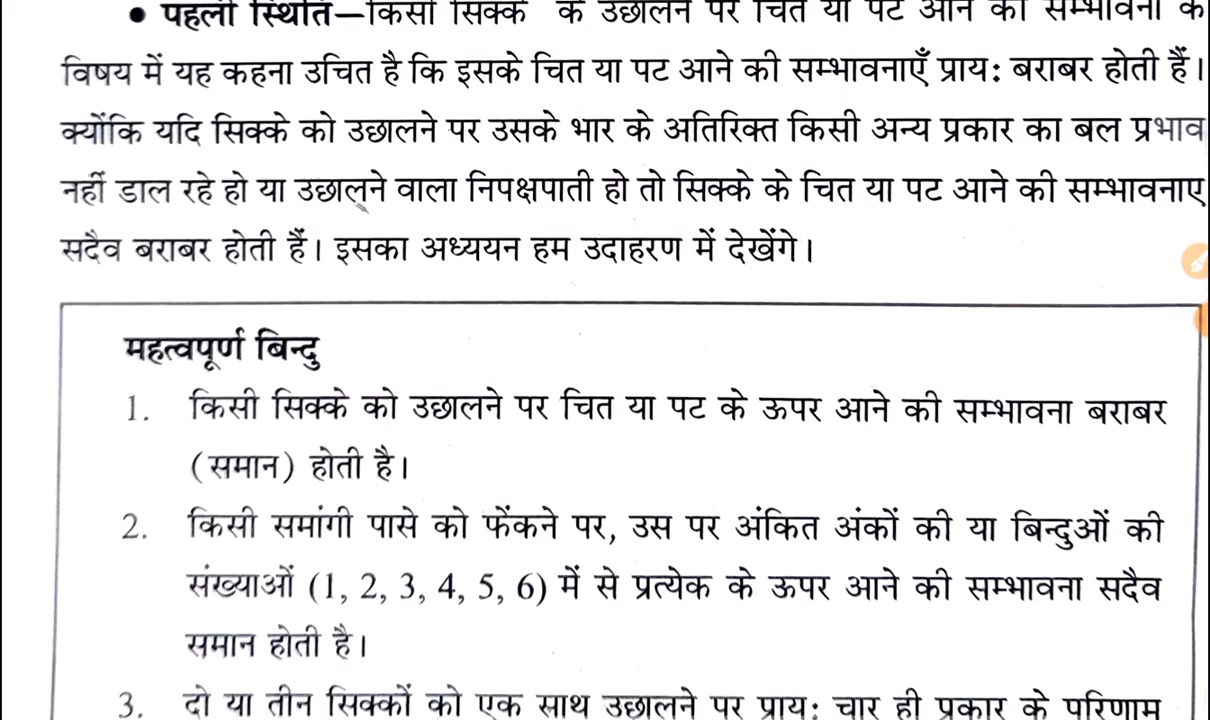 • पहली स्थिति—किसी सिक्के के उछालने पर चित या पट आने की सम्भावना के
विषय में यह कहना उचित है कि इसके चित या पट आने की सम्भावनाएँ प्राय: बराबर होती हैं।
क्योंकि यदि सिक्के को उछालने पर उसके भार के अतिरिक्त किसी अन्य प्रकार का बल प्रभाव
नहीं डाल रहे हो या उछालने वाला निपक्षपाती हो तो सिक्के के चित या पट आने की सम्भावनाए
सदैव बराबर होती हैं। इसका अध्ययन हम उदाहरण में देखेंगे।
महत्वपूर्ण बिन्दु
1. किसी सिक्के को उछालने पर चित या पट के ऊपर आने की सम्भावना बराबर
(समान) होती है।
2. किसी समांगी पासे को फेंकने पर, उस पर अंकित अंकों की या बिन्दुओं की
संख्याओं (1, 2, 3, 4, 5, 6) में से प्रत्येक के ऊपर आने की सम्भावना सदैव
समान होती है।
3. दो या तीन सिक्कों को एक साथ उछालने पर प्राय: चार ही प्रकार के परिणाम